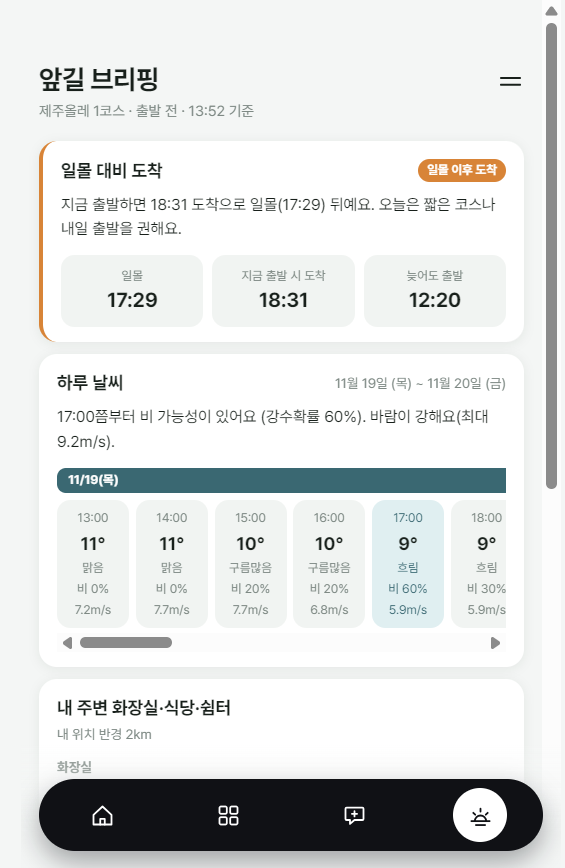 앞길 브리핑
제주올레 1코스 · 출발 전 · 13:52 기준
일몰 대비 도착
일몰 이후 도착
지금 출발하면 18:31 도착으로 일몰(17:29) 뒤예요. 오늘은 짧은 코스나
내일 출발을 권해요.
일몰 지금 출발 시 도착 늦어도 출발
17:29 18:31 12:20
하루 날씨
11월 19일 (목) ~ 11월 20일 (금)
17:00쯤부터 비 가능성이 있어요 (강수확률 60%). 바람이 강해요(최대
9.2m/s).
11/19(목)
13:00 14:00 15:00 16:00 17:00 18:00
11° 11° 10° 10° 9° 9°
맑음 맑음 구름많음 구름많음 흐림 흐림
비 0% 비 0% 비 20% 비 20% 비 60% 비 30%
7.2m/s 7.7m/s 7.7m/s 6.8m/s 5.9m/s 5.9m/s
내 주변 화장실·식당·쉼터
내 위치 반경 2km
화장실